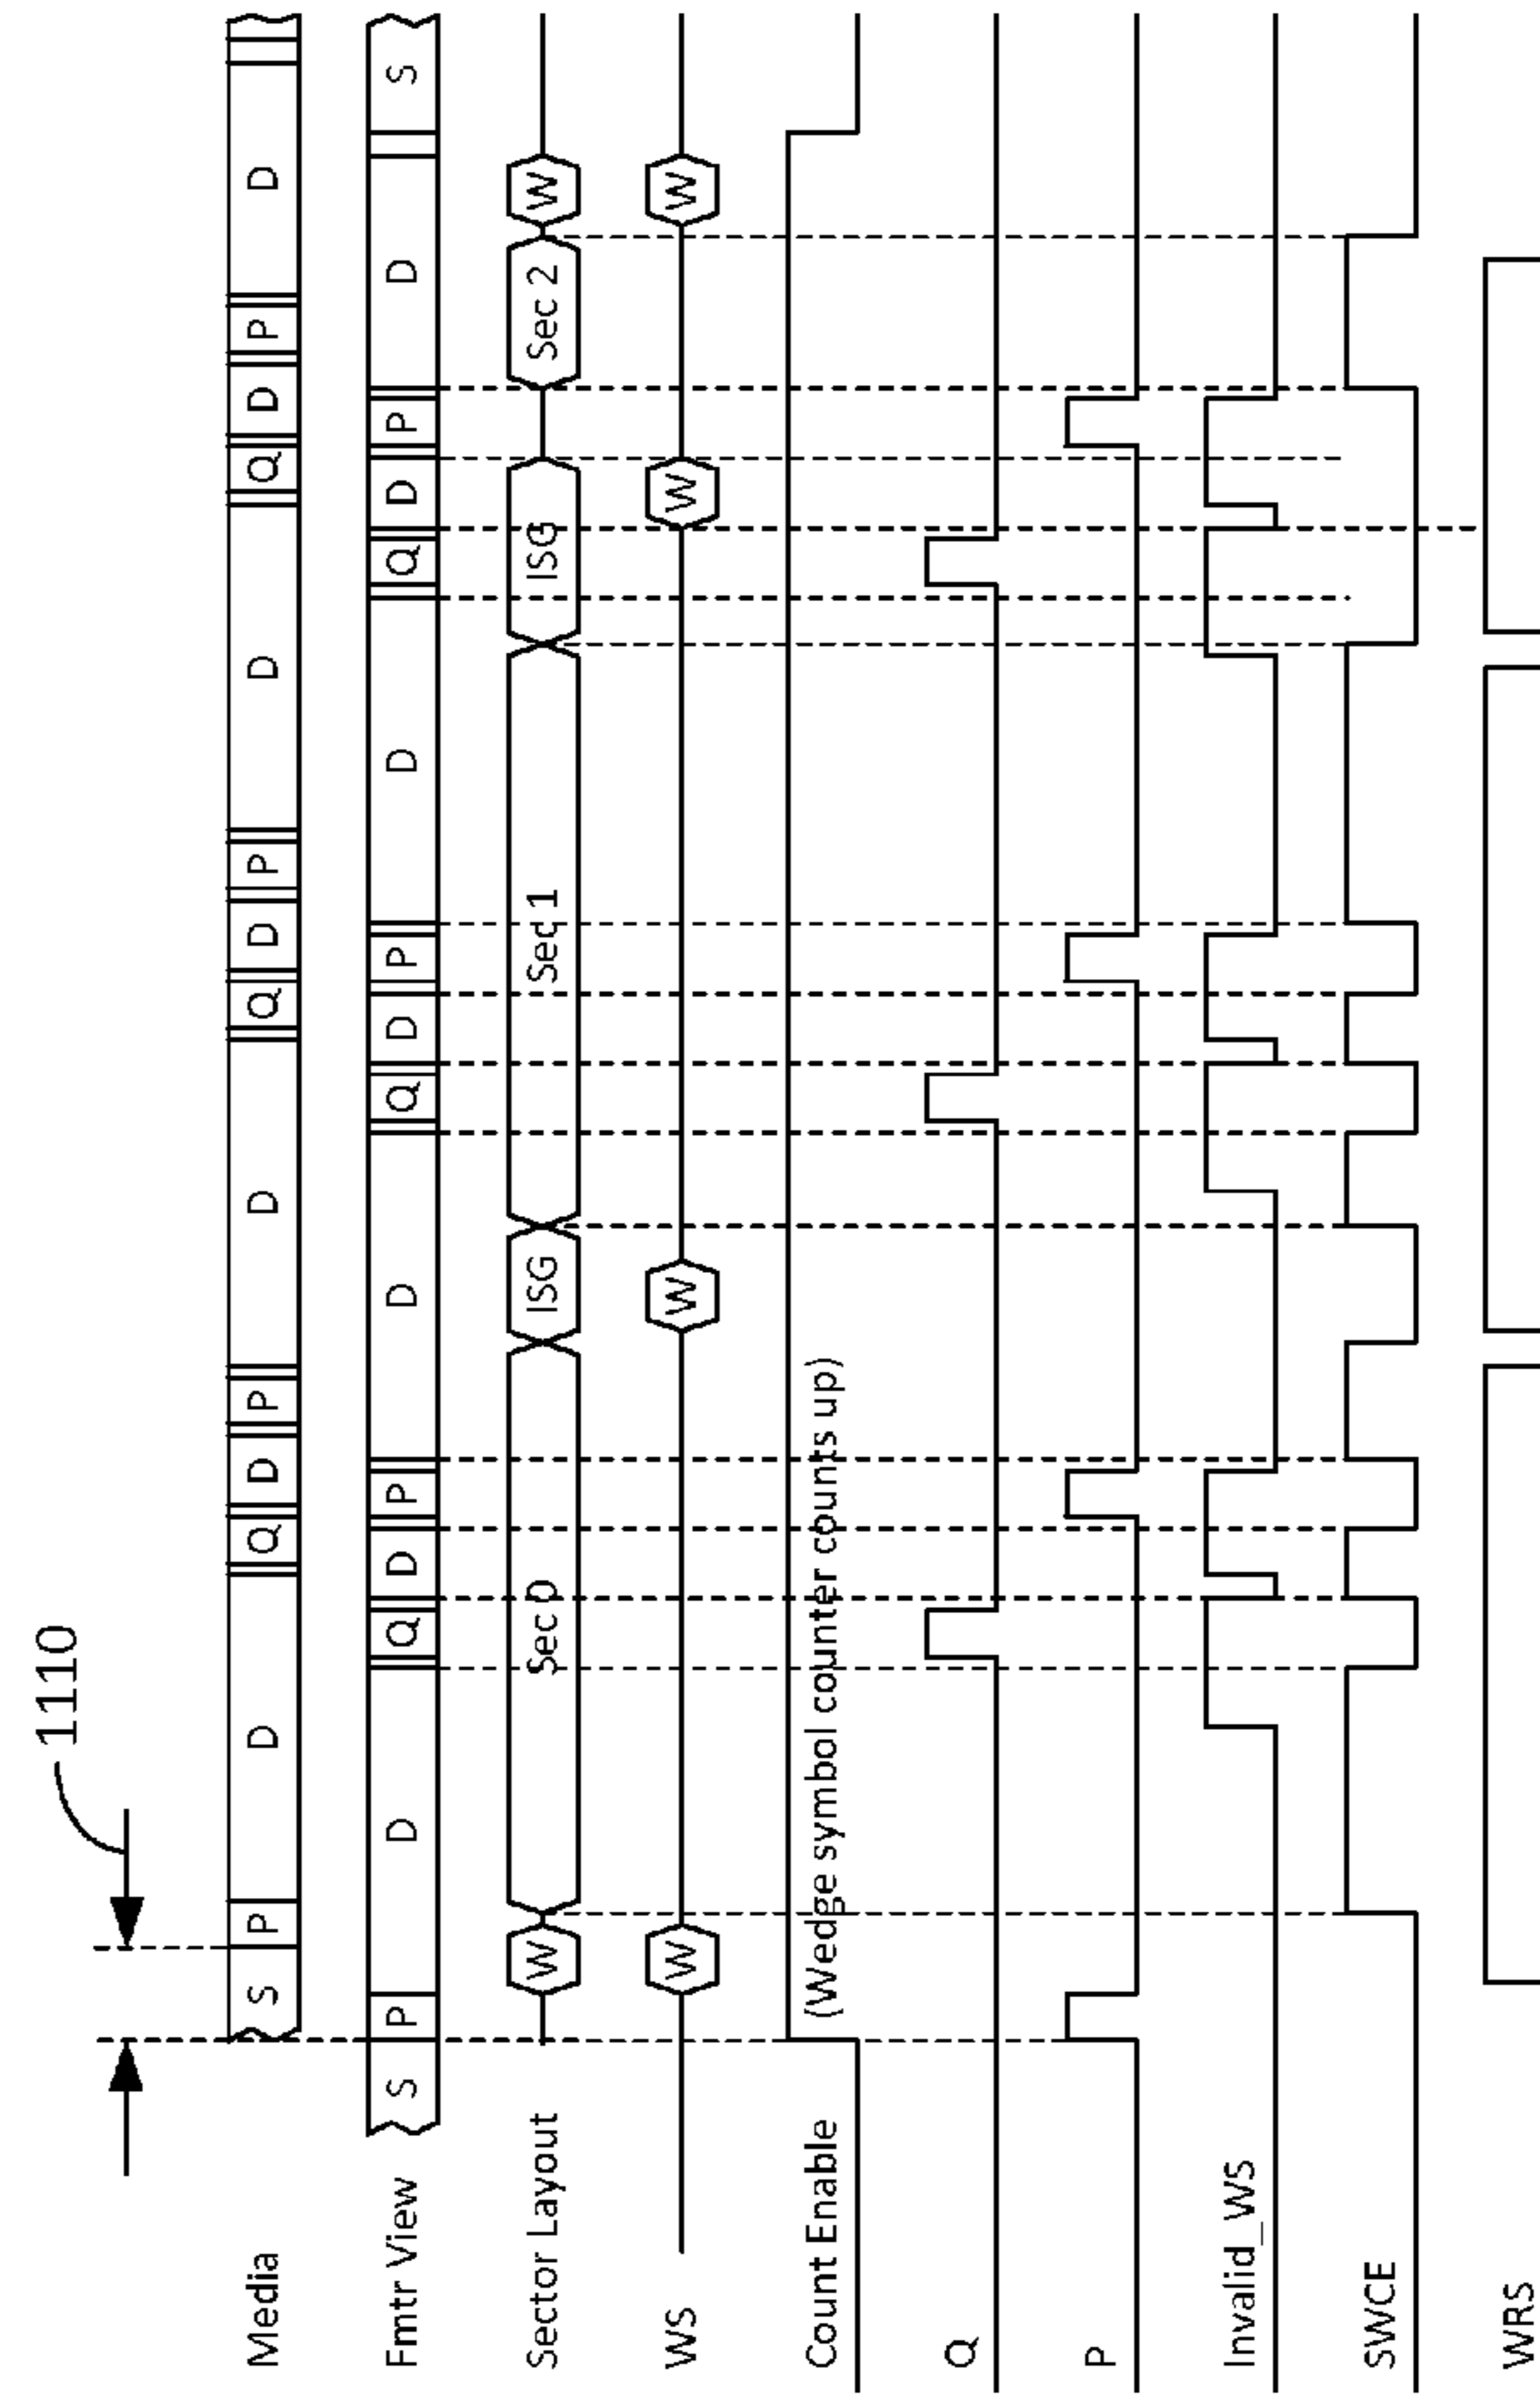 1110
Media S P D Q D P D Q D P D Q D P D
Fmtr View S P D Q D P D Q D P D Q D P D S
Sector Layout W Sec 0 ISG Sec 1 ISG Sec 2 W
WS W W W W
Count Enable (Wedge symbol counter counts up)
Q
P
Invalid_WS
SWCE
WRS